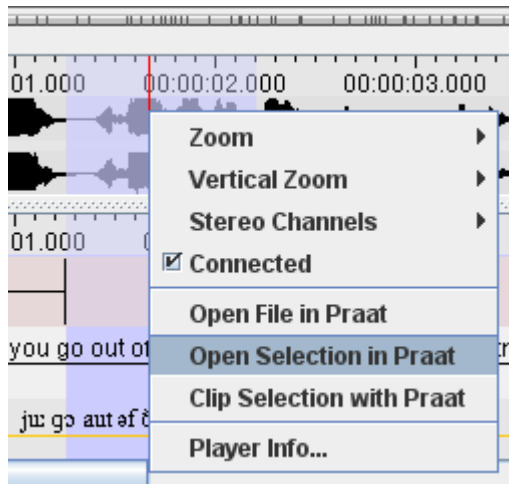 01.000 00:00:02.000 00:00:03.000
Zoom
Vertical Zoom
Stereo Channels
01.000
Connected
Open File in Praat
you go out of
Open Selection in Praat
Clip Selection with Praat
juː ɡɔ aut əf
Player Info...